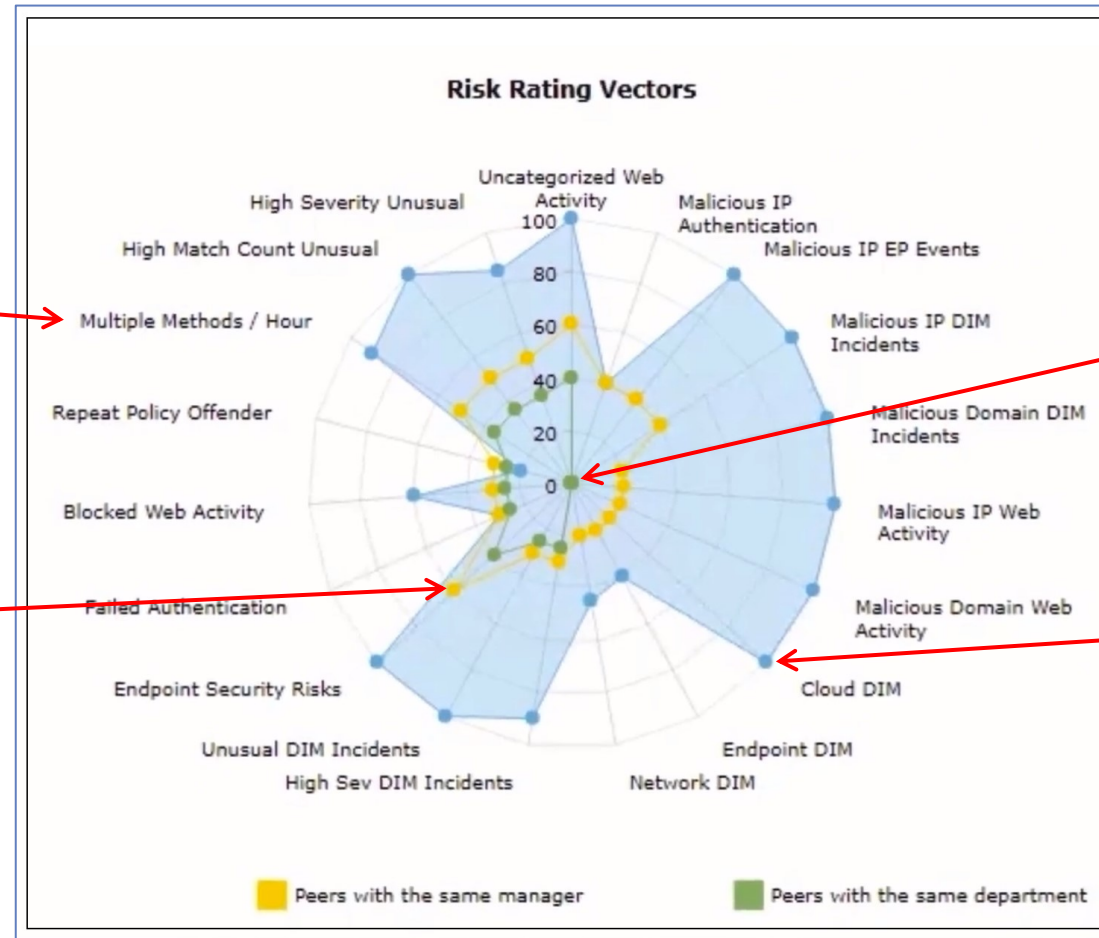 Risk Rating Vectors
Uncategorized Web
Activity
High Severity Unusual
Malicious IP
Authentication
High Match Count Unusual
Malicious IP EP Events
Multiple Methods / Hour
Malicious IP DIM
Incidents
Repeat Policy Offender
Malicious Domain DIM
Incidents
Blocked Web Activity
Malicious IP Web
Activity
Failed Authentication
Malicious Domain Web
Activity
Endpoint Security Risks
Cloud DIM
Unusual DIM Incidents
Endpoint DIM
High Sev DIM Incidents
Network DIM
100
80
60
40
20
0
Peers with the same manager
Peers with the same department